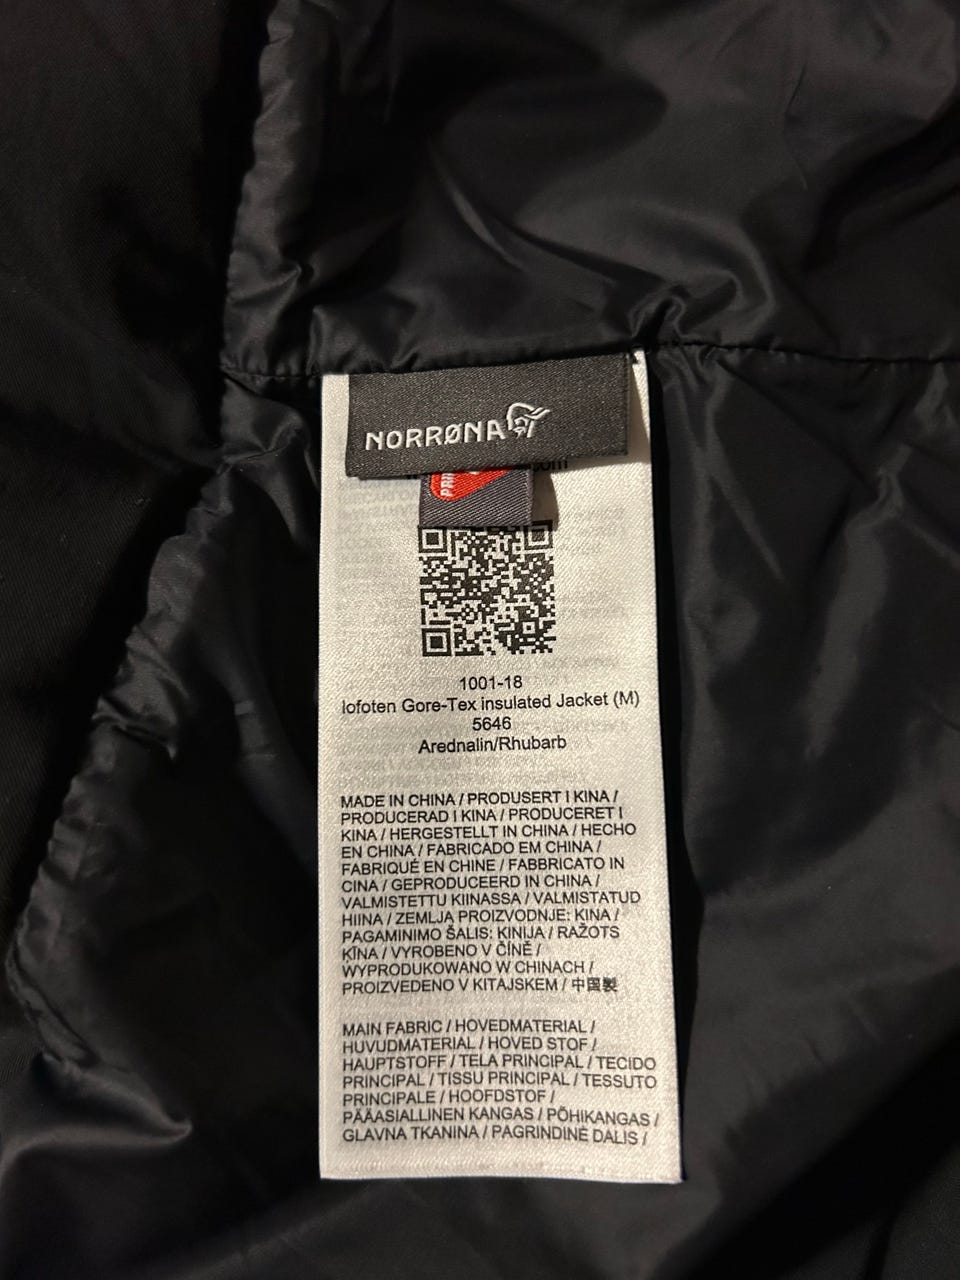 NORRØNA
PRI
com
1001-18
lofoten Gore-Tex insulated Jacket (M)
5646
Arednalin/Rhubarb
MADE IN CHINA / PRODUSERT I KINA /
PRODUCERAD I KINA / PRODUCERET I
KINA / HERGESTELLT IN CHINA / HECHO
EN CHINA / FABRICADO EM CHINA /
FABRIQUÉ EN CHINE / FABBRICATO IN
CINA / GEPRODUCEERD IN CHINA /
VALMISTETTU KIINASSA / VALMISTATUD
HIINA / ZEMLJA PROIZVODNJE: KINA /
PAGAMINIMO ŠALIS: KINIJA / RAŽOTS
ĶĪNA / VYROBENO V ČÍNĚ /
WYPRODUKOWANO W CHINACH /
PROIZVEDENO V KITAJSKEM / 中国製
MAIN FABRIC / HOVEDMATERIAL /
HUVUDMATERIAL / HOVED STOF /
HAUPTSTOFF / TELA PRINCIPAL / TECIDO
PRINCIPAL / TISSU PRINCIPAL / TESSUTO
PRINCIPALE / HOOFDSTOF /
PÄÄASIALLINEN KANGAS / PÕHIKANGAS /
GLAVNA TKANINA / PAGRINDINĖ DALIS /